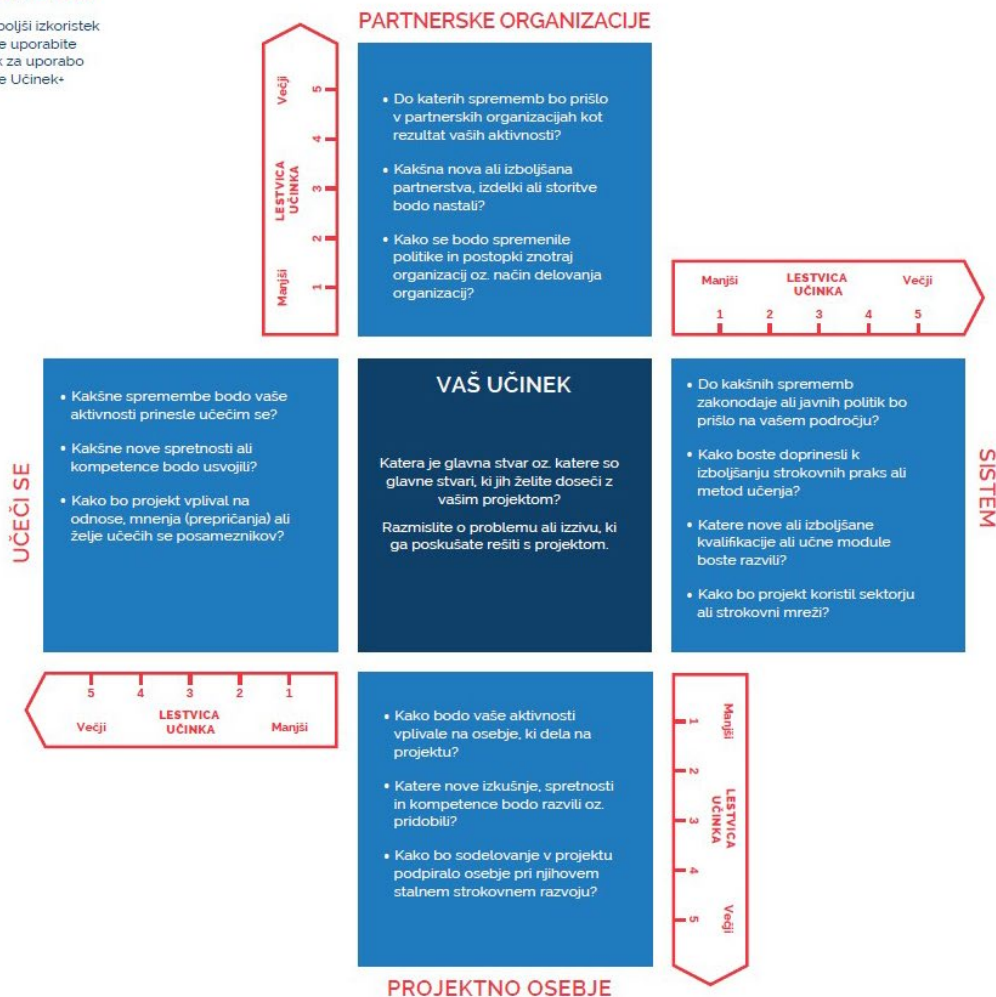 boljši izkoristek
e uporabite
za uporabo
e Učinek+
PARTNERSKE ORGANIZACIJE
Večji
5
4
LESTVICA
UČINKA
3
2
Manjši
1
• Do katerih sprememb bo prišlo
v partnerskih organizacijah kot
rezultat vaših aktivnosti?
• Kakšna nova ali izboljšana
partnerstva, izdelki ali storitve
bodo nastali?
• Kako se bodo spremenile
politike in postopki znotraj
organizacij oz. način delovanja
organizacij?
Manjši LESTVICA Večji
UČINKA
1 2 3 4 5
UČEČI SE
• Kakšne spremembe bodo vaše
aktivnosti prinesle učečim se?
• Kakšne nove spretnosti ali
kompetence bodo usvojili?
• Kako bo projekt vplival na
odnose, mnenja (prepričanja) ali
želje učečih se posameznikov?
VAŠ UČINEK
Katera je glavna stvar oz. katere so
glavne stvari, ki jih želite doseči z
vašim projektom?
Razmislite o problemu ali izzivu, ki
ga poskušate rešiti s projektom.
• Do kakšnih sprememb
zakonodaje ali javnih politik bo
prišlo na vašem področju?
• Kako boste doprinesli k
izboljšanju strokovnih praks ali
metod učenja?
• Katere nove ali izboljšane
kvalifikacije ali učne module
boste razvili?
• Kako bo projekt koristil sektorju
ali strokovni mreži?
SISTEM
5 4 3 2 1
Večji LESTVICA Manjši
UČINKA
• Kako bodo vaše aktivnosti
vplivale na osebje, ki dela na
projektu?
• Katere nove izkušnje, spretnosti
in kompetence bodo razvili oz.
pridobili?
• Kako bo sodelovanje v projektu
podpiralo osebje pri njihovem
stalnem strokovnem razvoju?
Manjši
1
2
LESTVICA
UČINKA
3
4
Večji
5
PROJEKTNO OSEBJE